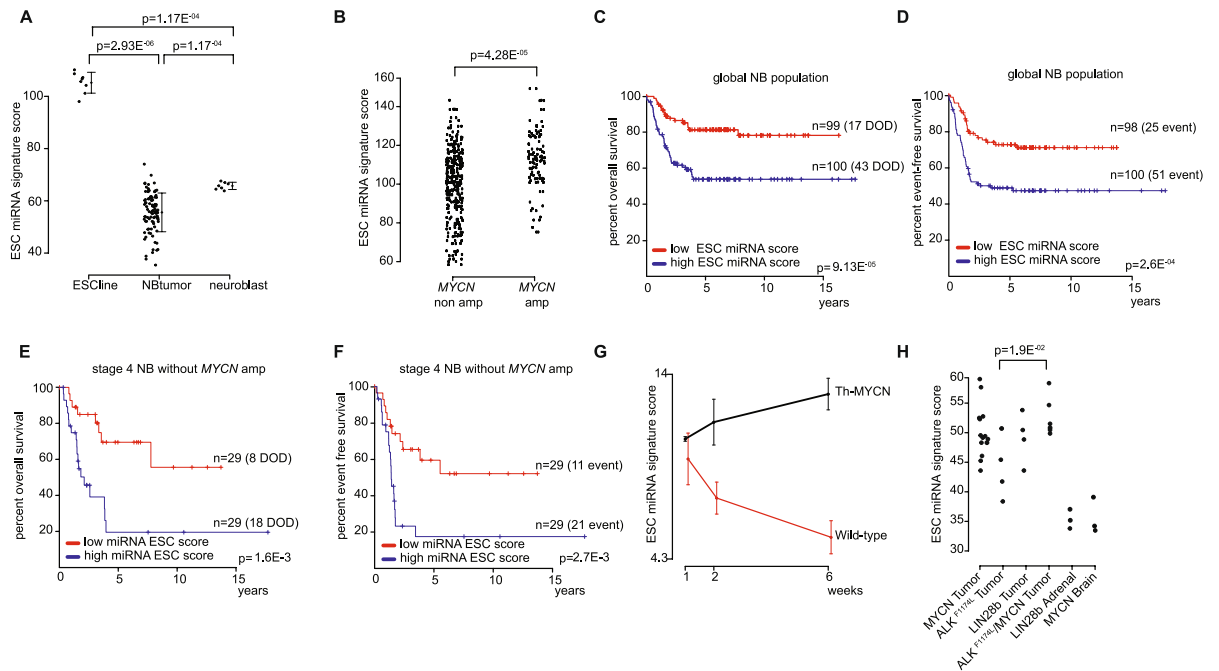 A
p=1.17E-04
p=2.93E-06
p=1.17-04
ESC miRNA signature score
100
80
60
40
ESCline
NBtumor
neuroblast
B
p=4.28E-05
ESC miRNA signature score
160
140
120
100
80
60
MYCN
non amp
MYCN
amp
C
global NB population
percent overall survival
100
80
60
40
20
n=99 (17 DOD)
n=100 (43 DOD)
low ESC miRNA score
high ESC miRNA score
p=9.13E-05
0
5
10
15
years
D
global NB population
percent event-free survival
100
80
60
40
20
n=98 (25 event)
n=100 (51 event)
low ESC miRNA score
high ESC miRNA score
p=2.6E-04
0
5
10
15
years
E
stage 4 NB without MYCN amp
percent overall survival
100
80
60
40
20
n=29 (8 DOD)
n=29 (18 DOD)
low miRNA ESC score
high miRNA ESC score
p=1.6E-3
0
5
10
15
years
F
stage 4 NB without MYCN amp
percent event free survival
100
80
60
40
20
n=29 (11 event)
n=29 (21 event)
low miRNA ESC score
high miRNA ESC score
p=2.7E-3
0
5
10
15
years
G
ESC miRNA signature score
14
4.3
Th-MYCN
Wild-type
1
2
6
weeks
H
p=1.9E-02
ESC miRNA signature score
60
55
50
45
40
35
30
MYCN Tumor
ALK F1174L Tumor
LIN28b Tumor
ALK F1174L/MYCN Tumor
LIN28b Adrenal
MYCN Brain